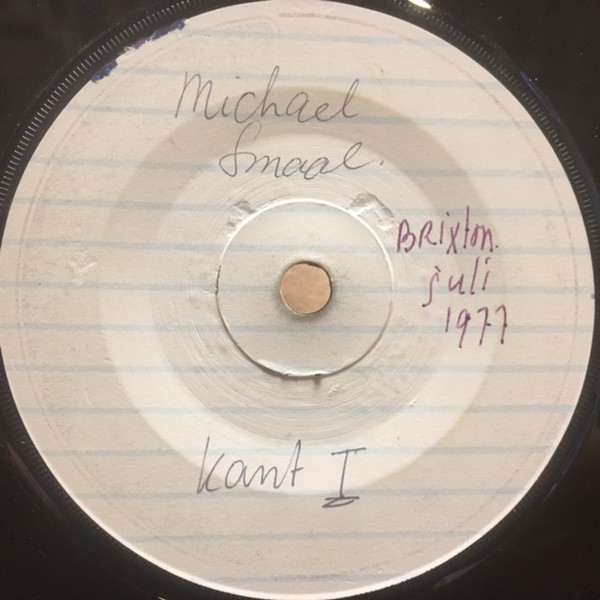 Michael
Smaal.
BRixton.
juli
1977
kant I